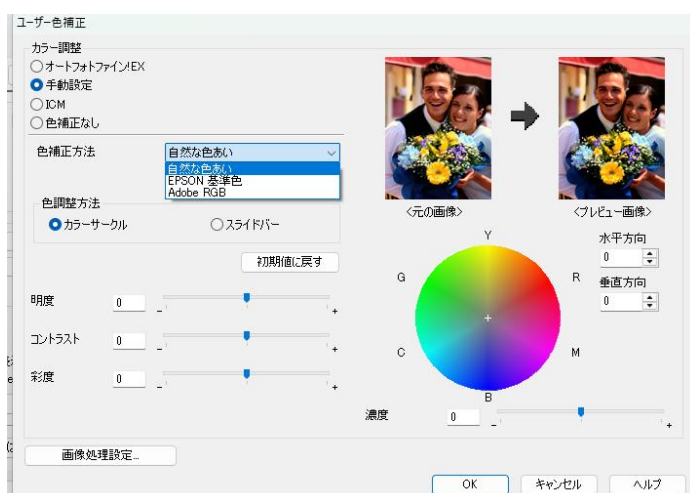 ユーザー色補正
カラー調整
オートフォトファイン!EX
手動設定
ICM
色補正なし
色補正方法
自然な色あい
自然な色あい
EPSON 基準色
Adobe RGB
色調整方法
カラーサークル
スライドバー
初期値に戻す
明度
0
-
+
コントラスト
0
-
+
彩度
0
-
+
<元の画像>
<プレビュー画像>
Y
G
R
C
M
B
水平方向
0
垂直方向
0
濃度
0
-
+
画像処理設定...
OK
キャンセル
ヘルプ